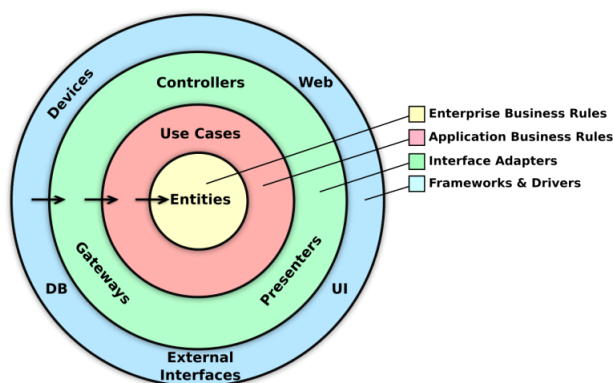 Devices
Controllers
Web
Use Cases
Entities
Gateways
Presenters
DB
UI
External
Interfaces
Enterprise Business Rules
Application Business Rules
Interface Adapters
Frameworks & Drivers